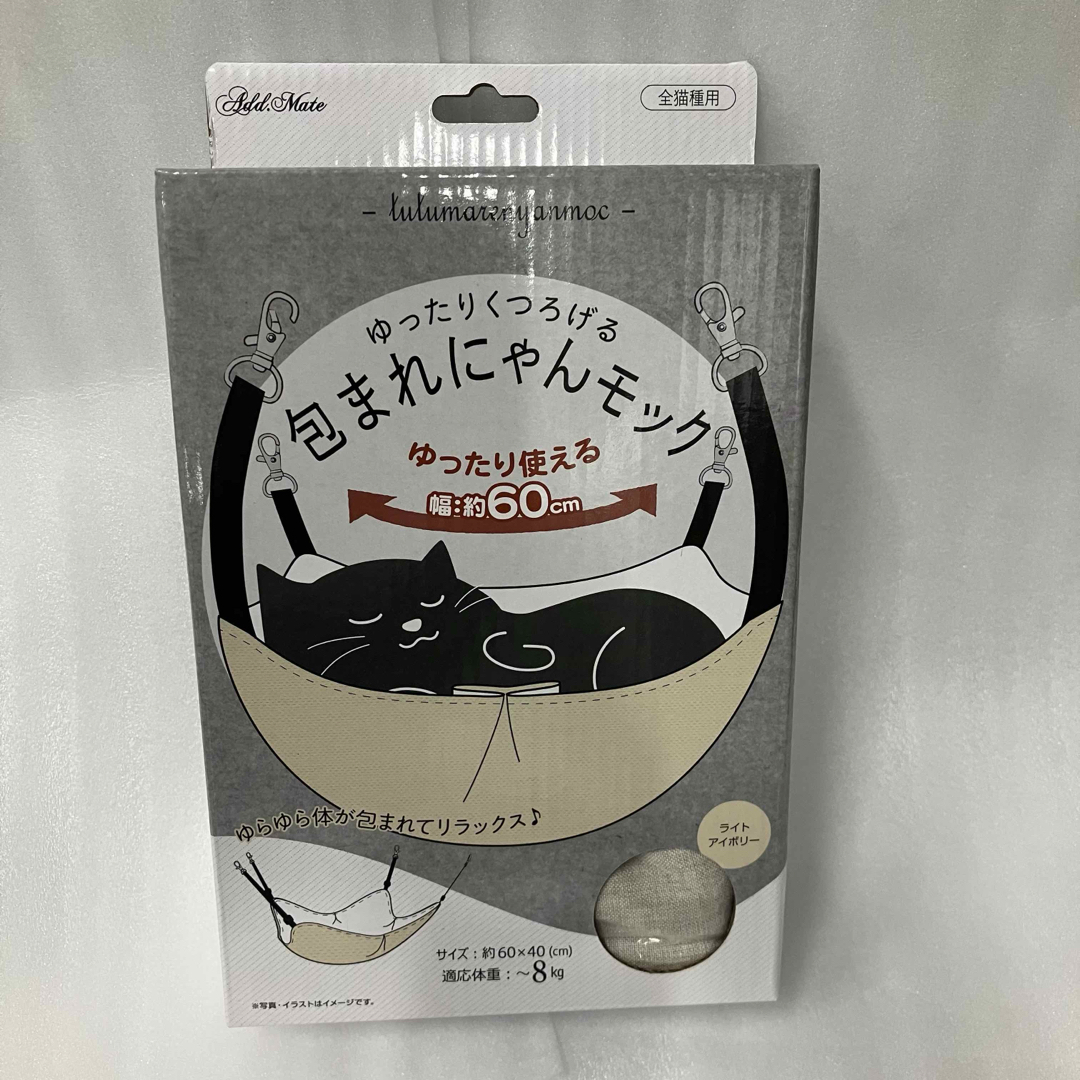 Add.Mate
全猫種用
- tutumarenyanmoc -
ゆったりくつろげる
包まれにゃんモック
ゆったり使える
幅:約60cm
ゆらゆら体が包まれてリラックス♪
ライト
アイボリー
サイズ:約60×40(cm)
適応体重:~8kg
※写真・イラストはイメージです。